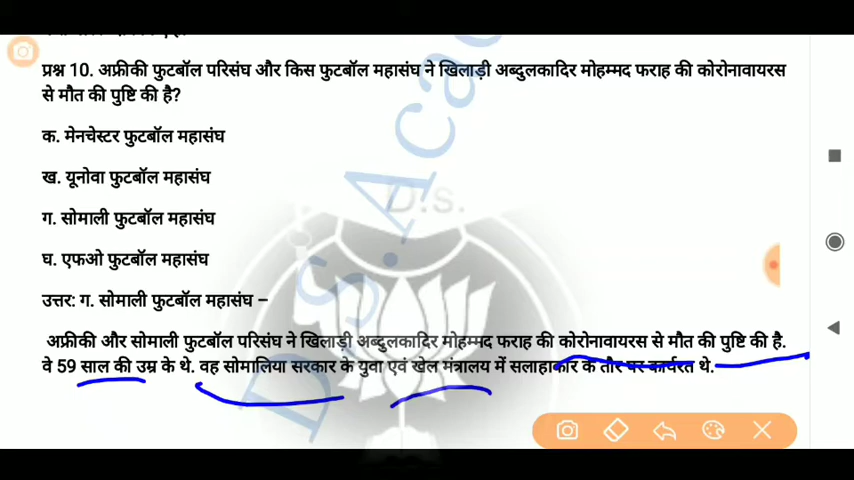 प्रश्न 10. अफ्रीकी फुटबॉल परिसंघ और किस फुटबॉल महासंघ ने खिलाड़ी अब्दुलकादिर मोहम्मद फराह की कोरोनावायरस
से मौत की पुष्टि की है?
क. मेनचेस्टर फुटबॉल महासंघ
ख. यूनोवा फुटबॉल महासंघ
ग. सोमाली फुटबॉल महासंघ
घ. एफओ फुटबॉल महासंघ
उत्तर: ग. सोमाली फुटबॉल महासंघ –
अफ्रीकी और सोमाली फुटबॉल परिसंघ ने खिलाड़ी अब्दुलकादिर मोहम्मद फराह की कोरोनावायरस से मौत की पुष्टि की है.
वे 59 साल की उम्र के थे. वह सोमालिया सरकार के युवा एवं खेल मंत्रालय में सलाहाकार के तौर पर कार्यरत थे.
D.S.Acad
D.s.